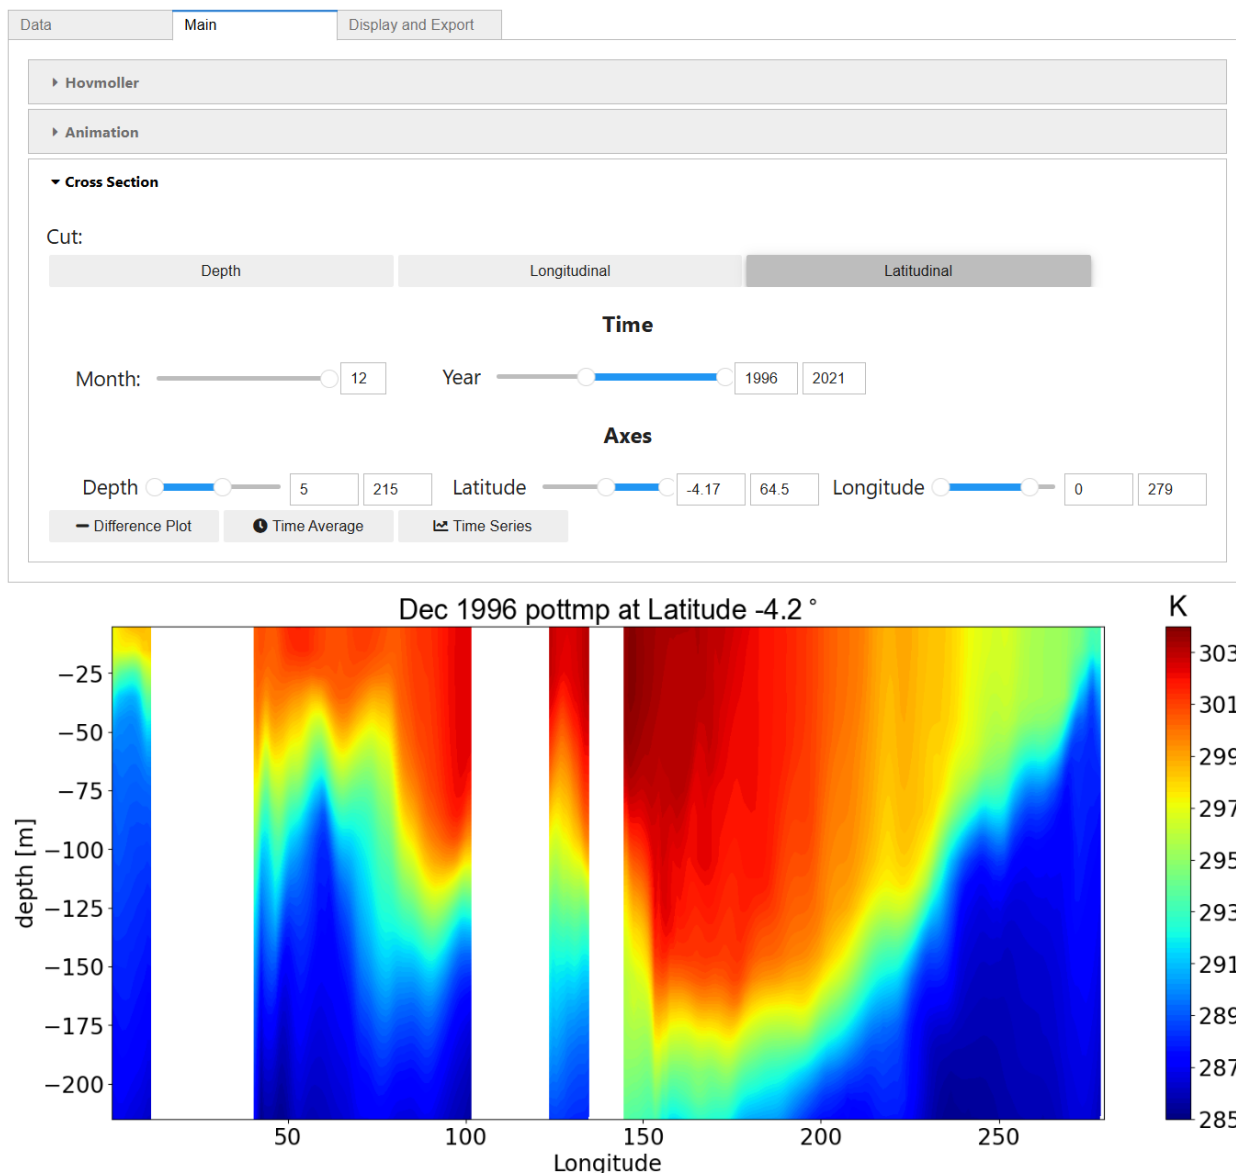 Data Main Display and Export
Hovmoller
Animation
Cross Section
Cut:
Depth Longitudinal Latitudinal
Time
Month: 12 Year 1996 2021
Axes
Depth 5 215 Latitude -4.17 64.5 Longitude 0 279
Difference Plot Time Average Time Series
Dec 1996 pottmp at Latitude -4.2 °
K
depth [m]
−25
−50
−75
−100
−125
−150
−175
−200
303
301
299
297
295
293
291
289
287
285
50 100 150 200 250
Longitude